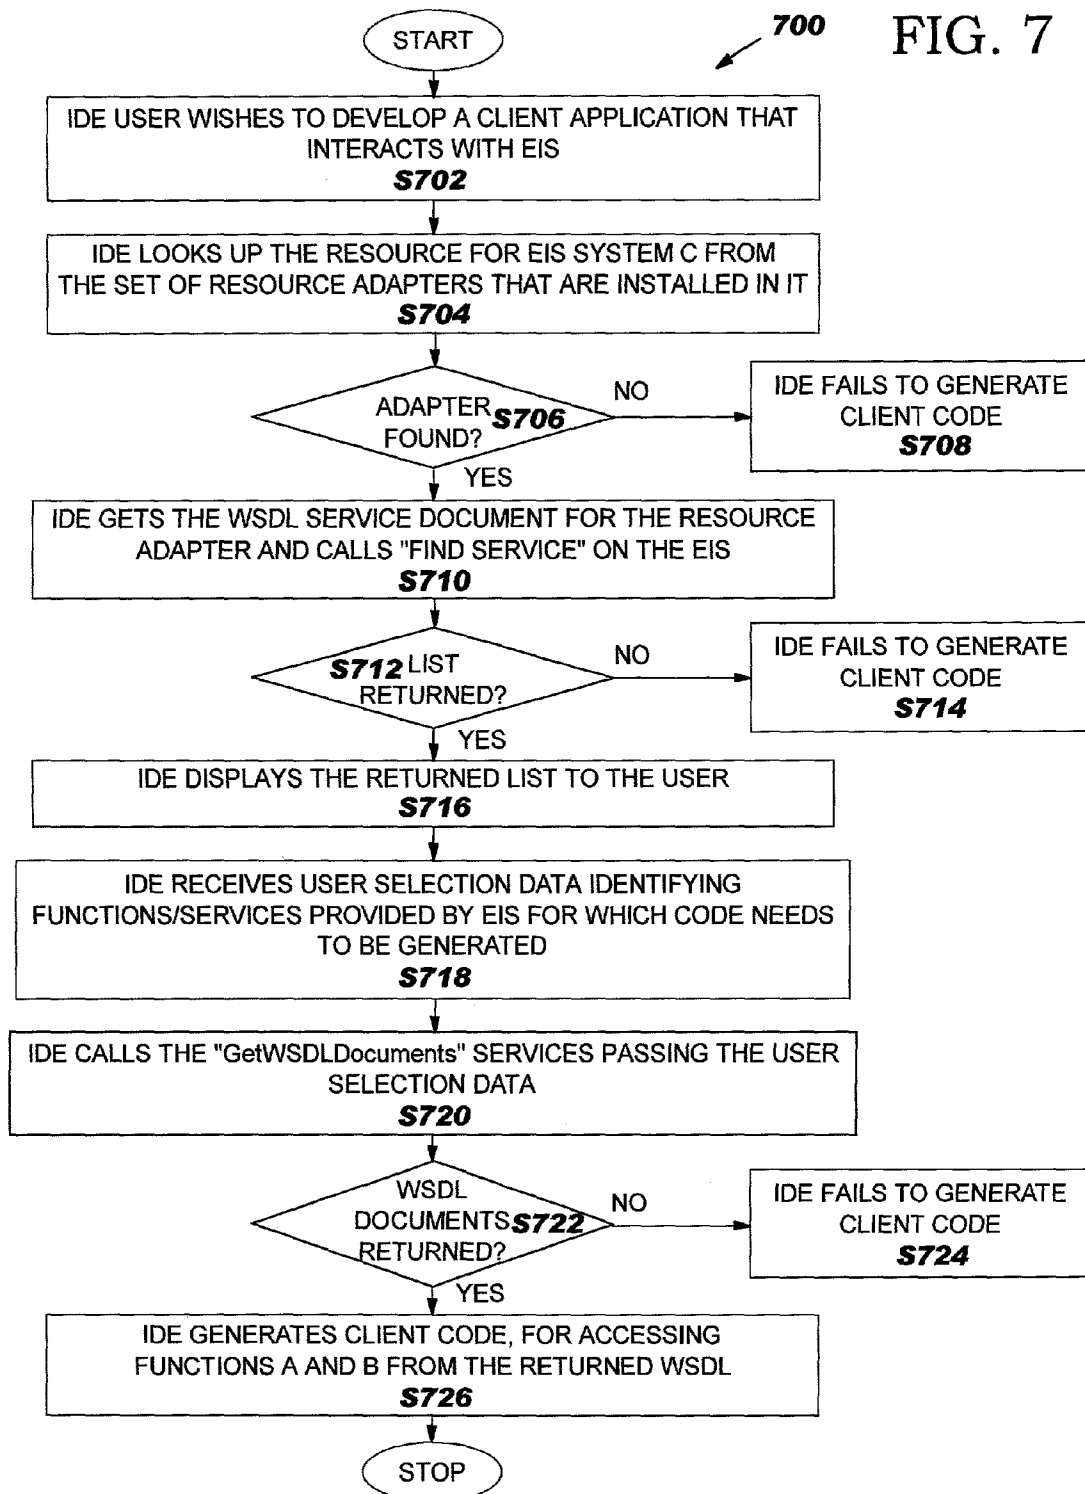 700
FIG. 7
START
IDE USER WISHES TO DEVELOP A CLIENT APPLICATION THAT
INTERACTS WITH EIS
S702
IDE LOOKS UP THE RESOURCE FOR EIS SYSTEM C FROM
THE SET OF RESOURCE ADAPTERS THAT ARE INSTALLED IN IT
S704
ADAPTER S706
FOUND?
NO
IDE FAILS TO GENERATE
CLIENT CODE
S708
YES
IDE GETS THE WSDL SERVICE DOCUMENT FOR THE RESOURCE
ADAPTER AND CALLS "FIND SERVICE" ON THE EIS
S710
S712 LIST
RETURNED?
NO
IDE FAILS TO GENERATE
CLIENT CODE
S714
YES
IDE DISPLAYS THE RETURNED LIST TO THE USER
S716
IDE RECEIVES USER SELECTION DATA IDENTIFYING
FUNCTIONS/SERVICES PROVIDED BY EIS FOR WHICH CODE NEEDS
TO BE GENERATED
S718
IDE CALLS THE "GetWSDLDocuments" SERVICES PASSING THE USER
SELECTION DATA
S720
WSDL
DOCUMENTS S722
RETURNED?
NO
IDE FAILS TO GENERATE
CLIENT CODE
S724
YES
IDE GENERATES CLIENT CODE, FOR ACCESSING
FUNCTIONS A AND B FROM THE RETURNED WSDL
S726
STOP